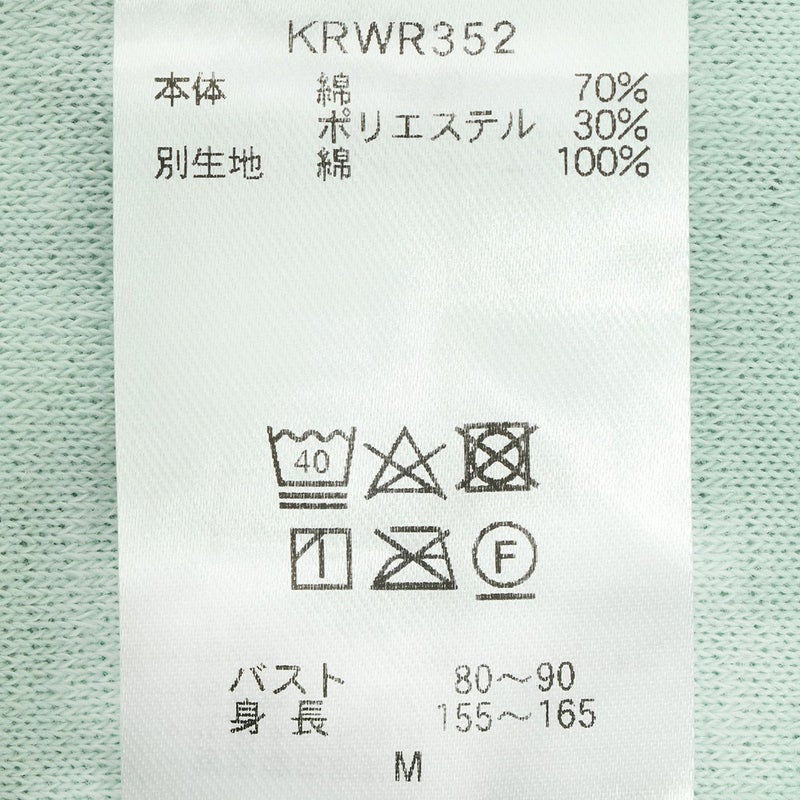 KRWR352
本体 綿 70%
ポリエステル 30%
別生地 綿 100%
40
F
バスト 80～90
身長 155～165
M